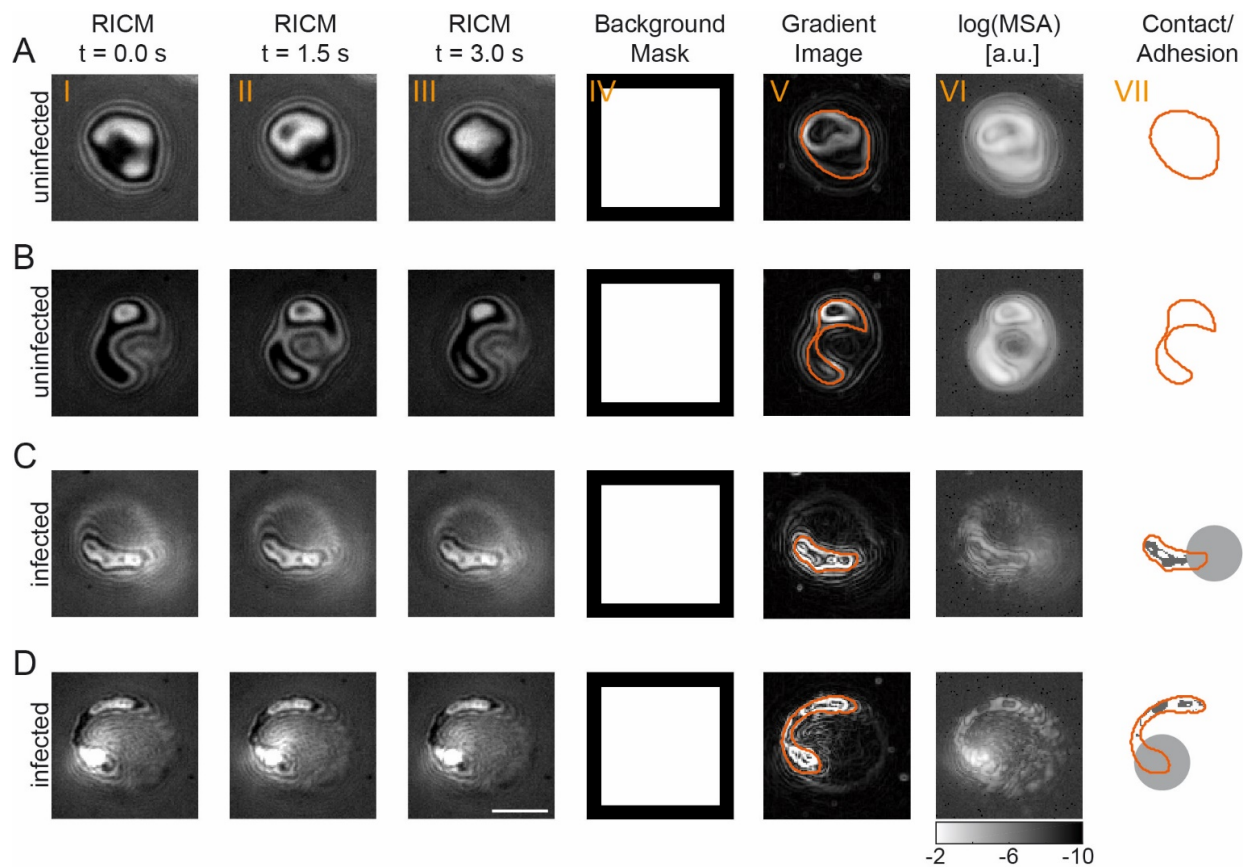 RICM
t = 0.0 s
RICM
t = 1.5 s
RICM
t = 3.0 s
Background
Mask
Gradient
Image
log(MSA)
[a.u.]
Contact/
Adhesion
A
uninfected
I
II
III
IV
V
VI
VII
B
uninfected
C
infected
D
infected
-2
-6
-10